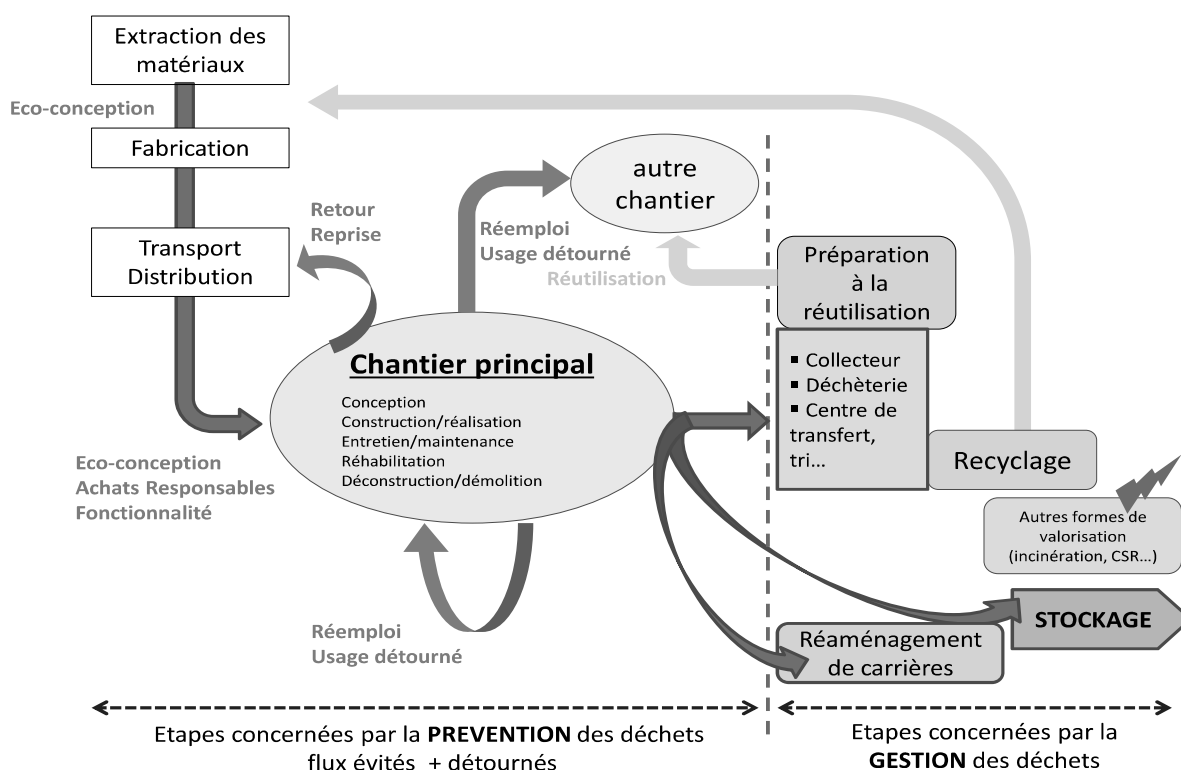 Extraction des
matériaux
Eco-conception
Fabrication
Retour
Reprise
Transport
Distribution
autre
chantier
Réemploi
Usage détourné
Réutilisation
Préparation
à la
réutilisation
Chantier principal
Conception
Construction/réalisation
Entretien/maintenance
Réhabilitation
Déconstruction/démolition
▪ Collecteur
▪ Déchèterie
▪ Centre de
transfert,
tri…
Recyclage
Eco-conception
Achats Responsables
Fonctionnalité
Autres formes de
valorisation
(incinération, CSR…)
STOCKAGE
Réaménagement
de carrières
Réemploi
Usage détourné
Etapes concernées par la PREVENTION des déchets
flux évités + détournés
Etapes concernées par la
GESTION des déchets